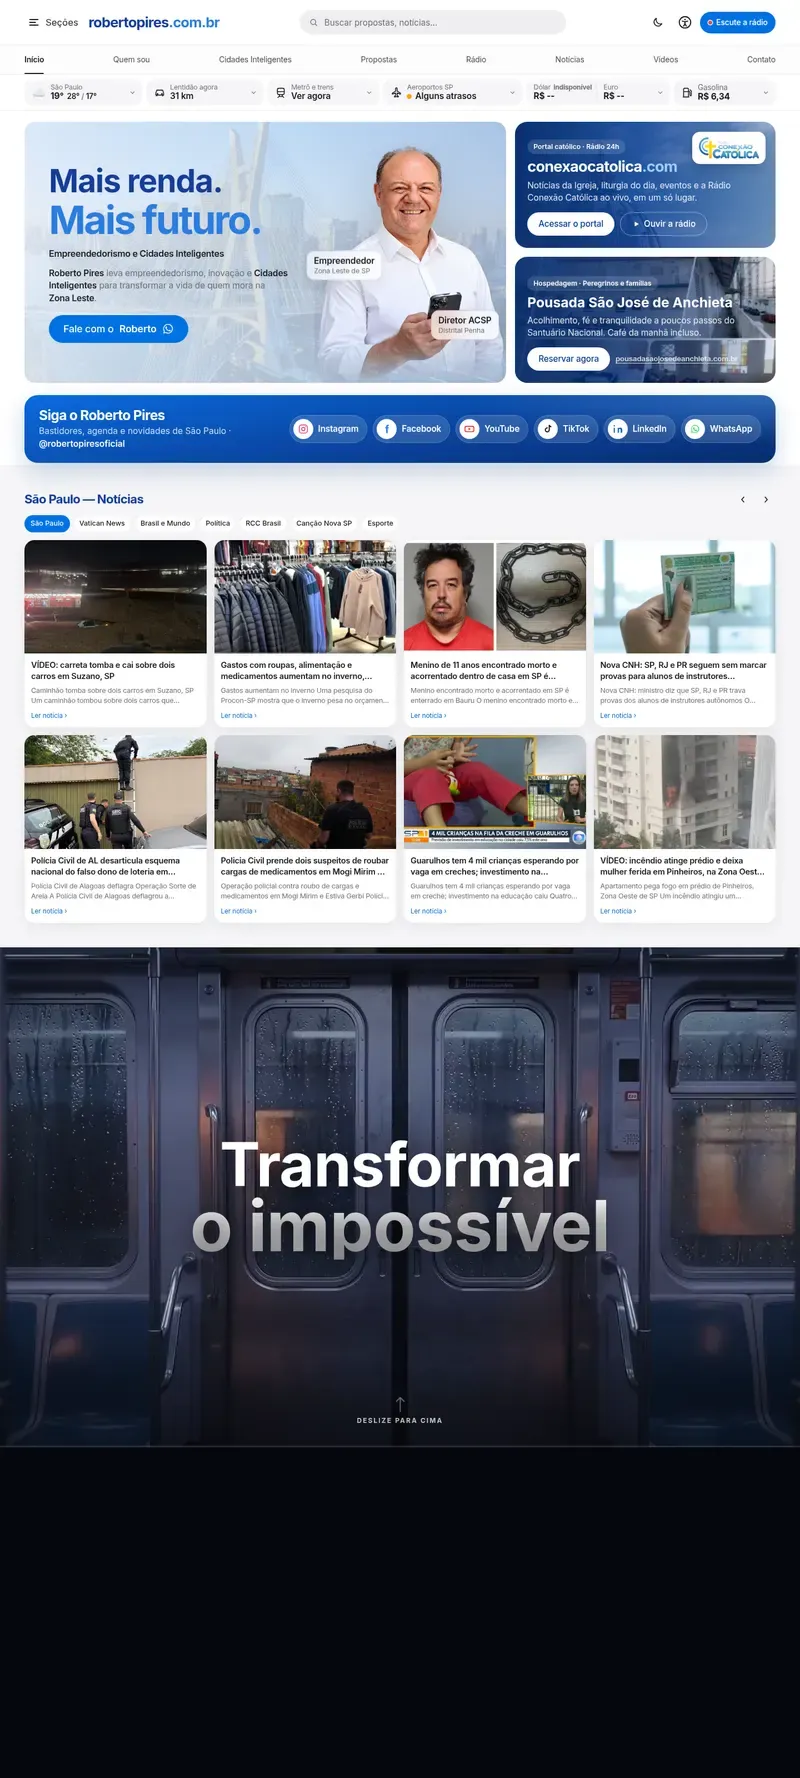 Seções
robertopires.com.br
Buscar propostas, notícias...
Escute a rádio
Início
Quem sou
Cidades Inteligentes
Propostas
Rádio
Notícias
Vídeos
Contato
São Paulo
19° 28° / 17°
Lentidão agora
31 km
Metrô e trens
Ver agora
Aeroportos SP
Alguns atrasos
Dólar indisponível
R$ --
Euro
R$ --
Gasolina
R$ 6,34
Mais renda.
Mais futuro.
Empreendedorismo e Cidades Inteligentes
Roberto Pires leva empreendedorismo, inovação e Cidades
Inteligentes para transformar a vida de quem mora na
Zona Leste.
Fale com o Roberto
Empreendedor
Zona Leste de SP
Diretor ACSP
Distrital Penha
Portal católico · Rádio 24h
CONEXÃO
CATOLICA
conexaocatolica.com
Notícias da Igreja, liturgia do dia, eventos e a Rádio
Conexão Católica ao vivo, em um só lugar.
Acessar o portal
Ouvir a rádio
Hospedagem · Peregrinos e famílias
Pousada São José de Anchieta
Acolhimento, fé e tranquilidade a poucos passos do
Santuário Nacional. Café da manhã incluso.
Reservar agora
pousadasaojosedeanchieta.com.br
Siga o Roberto Pires
Bastidores, agenda e novidades de São Paulo ·
@robertopiresoficial
Instagram
Facebook
YouTube
TikTok
LinkedIn
WhatsApp
São Paulo — Notícias
São Paulo
Vatican News
Brasil e Mundo
Política
RCC Brasil
Canção Nova SP
Esporte
VÍDEO: carreta tomba e cai sobre dois
carros em Suzano, SP
Caminhão tomba sobre dois carros em Suzano, SP
Um caminhão tombou sobre dois carros que...
Ler notícia ›
Gastos com roupas, alimentação e
medicamentos aumentam no inverno,...
Gastos aumentam no inverno Uma pesquisa do
Procon-SP mostra que o inverno pesa no orçamen...
Ler notícia ›
Menino de 11 anos encontrado morto e
acorrentado dentro de casa em SP é...
Menino encontrado morto e acorrentado em SP é
enterrado em Bauru O menino encontrado morto e...
Ler notícia ›
Nova CNH: SP, RJ e PR seguem sem marcar
provas para alunos de instrutores...
Nova CNH: ministro diz que SP, RJ e PR trava
provas dos alunos de instrutores autônomos O...
Ler notícia ›
4 MIL CRIANÇAS NA FILA DA CRECHE EM GUARULHOS
Polícia Civil de AL desarticula esquema
nacional do falso dono de loteria em...
Polícia Civil de Alagoas deflagra Operação Sorte de
Areia A Polícia Civil de Alagoas deflagrou a...
Ler notícia ›
Polícia Civil prende dois suspeitos de roubar
cargas de medicamentos em Mogi Mirim ...
Operação policial contra roubo de cargas e
medicamentos em Mogi Mirim e Estiva Gerbi Políci...
Ler notícia ›
Guarulhos tem 4 mil crianças esperando por
vaga em creches; investimento na...
Guarulhos tem 4 mil crianças esperando por vaga
em creche; investimento na educação caiu Quatro...
Ler notícia ›
VÍDEO: incêndio atinge prédio e deixa
mulher ferida em Pinheiros, na Zona Oest...
Apartamento pega fogo em prédio de Pinheiros,
Zona Oeste de SP Um incêndio atingiu um...
Ler notícia ›
Transformar
o impossível
DESLIZE PARA CIMA